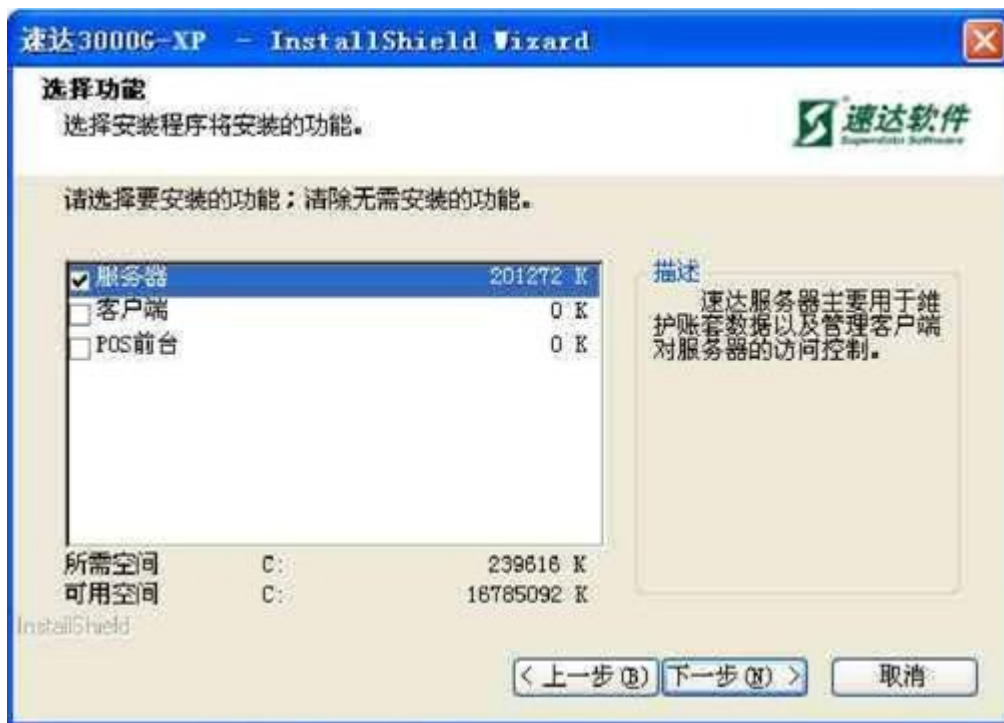 速达3000G-XP - InstallShield Wizard
选择功能
选择安装程序将安装的功能。
速达软件
Superdata Software
请选择要安装的功能；清除无需安装的功能。
服务器 201272 K
客户端 0 K
POS前台 0 K
描述
速达服务器主要用于维
护账套数据以及管理客户端
对服务器的访问控制。
所需空间 C: 239616 K
可用空间 C: 16785092 K
InstallShield
< 上一步(B) 下一步(N) > 取消